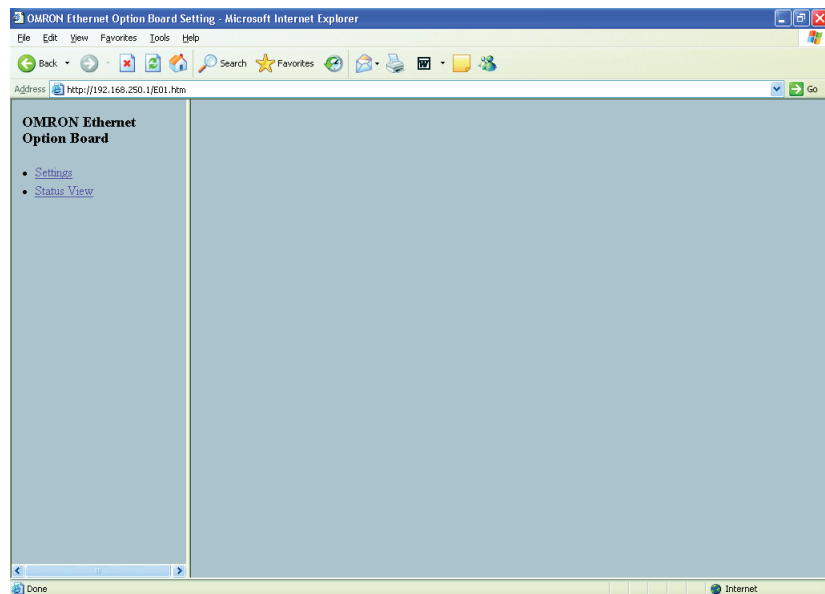 OMRON Ethernet Option Board Setting - Microsoft Internet Explorer
File Edit View Favorites Tools Help
Back Search Favorites
Address http://192.168.250.1/E01.htm Go
OMRON Ethernet
Option Board
Settings
Status View
Done Internet